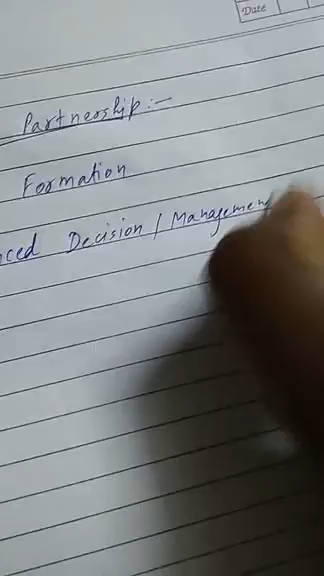 Date
Partnership:-
Formation
Decision / Managemen